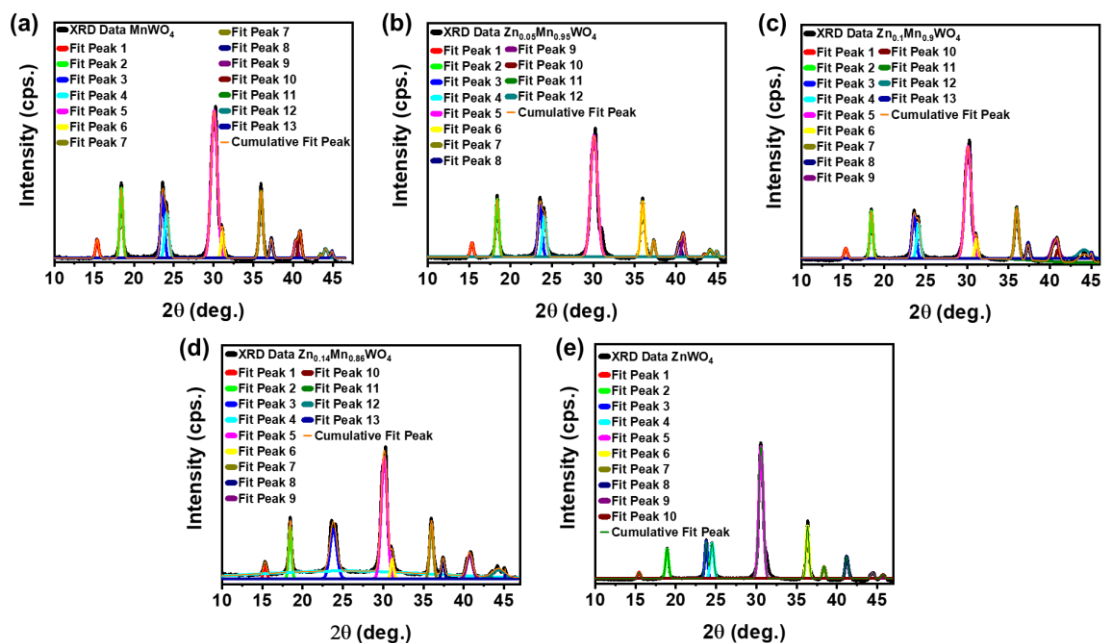 (a)
XRD Data MnWO₄
Fit Peak 1
Fit Peak 2
Fit Peak 3
Fit Peak 4
Fit Peak 5
Fit Peak 6
Fit Peak 7
Fit Peak 7
Fit Peak 8
Fit Peak 9
Fit Peak 10
Fit Peak 11
Fit Peak 12
Fit Peak 13
Cumulative Fit Peak
Intensity (cps.)
10 15 20 25 30 35 40 45
2θ (deg.)
(b)
XRD Data Zn₀.₀₅Mn₀.₉₅WO₄
Fit Peak 1
Fit Peak 2
Fit Peak 3
Fit Peak 4
Fit Peak 5
Fit Peak 6
Fit Peak 7
Fit Peak 8
Fit Peak 9
Fit Peak 10
Fit Peak 11
Fit Peak 12
Cumulative Fit Peak
Intensity (cps.)
10 15 20 25 30 35 40 45
2θ (deg.)
(c)
XRD Data Zn₀.₁Mn₀.₉WO₄
Fit Peak 1
Fit Peak 2
Fit Peak 3
Fit Peak 4
Fit Peak 5
Fit Peak 6
Fit Peak 7
Fit Peak 8
Fit Peak 9
Fit Peak 10
Fit Peak 11
Fit Peak 12
Fit Peak 13
Cumulative Fit Peak
Intensity (cps.)
10 15 20 25 30 35 40 45
2θ (deg.)
(d)
XRD Data Zn₀.₁₄Mn₀.₈₆WO₄
Fit Peak 1
Fit Peak 2
Fit Peak 3
Fit Peak 4
Fit Peak 5
Fit Peak 6
Fit Peak 7
Fit Peak 8
Fit Peak 9
Fit Peak 10
Fit Peak 11
Fit Peak 12
Fit Peak 13
Cumulative Fit Peak
Intensity (cps.)
10 15 20 25 30 35 40 45
2θ (deg.)
(e)
XRD Data ZnWO₄
Fit Peak 1
Fit Peak 2
Fit Peak 3
Fit Peak 4
Fit Peak 5
Fit Peak 6
Fit Peak 7
Fit Peak 8
Fit Peak 9
Fit Peak 10
Cumulative Fit Peak
Intensity (cps.)
10 15 20 25 30 35 40 45
2θ (deg.)